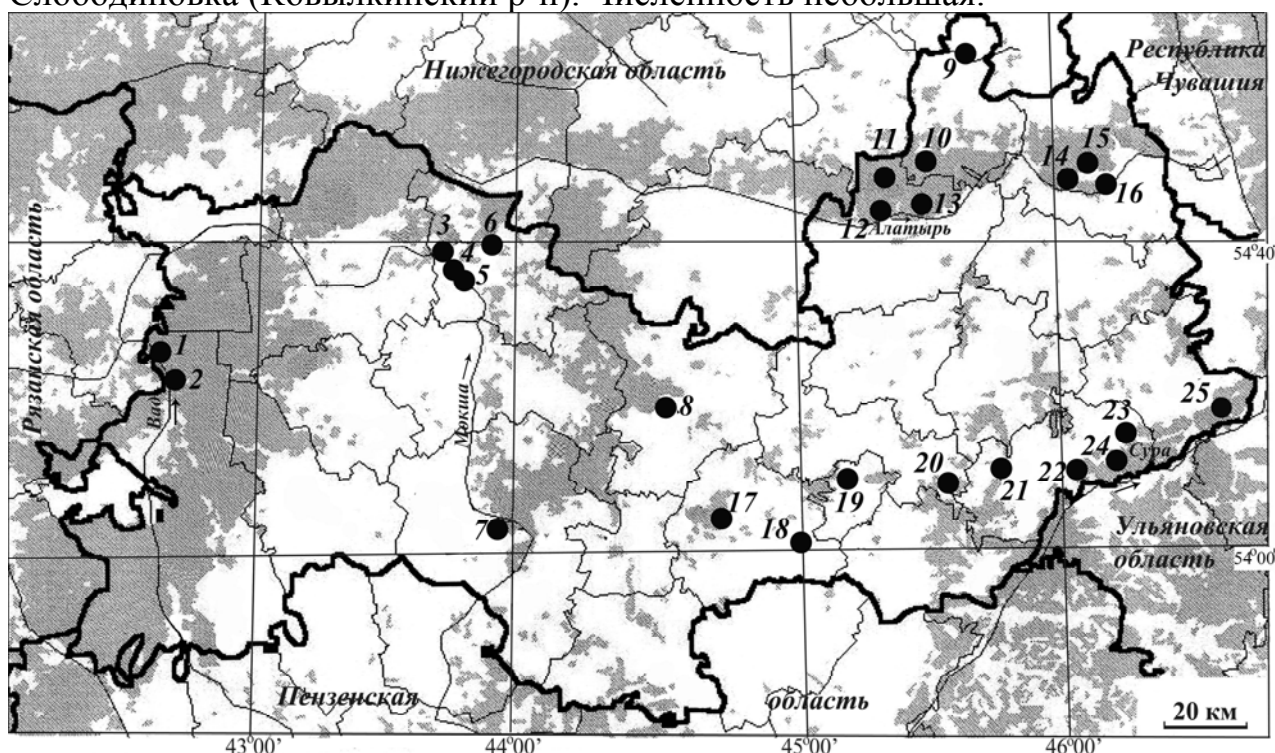 Слободиновка (Ковылкинский р-н). Численность небольшая.
Нижегородская область
Республика
Чувашия
9
11
10
15
14
16
13
12
Алатырь
Рязанская область
3
6
4
5
54°40'
1
2
Вад
Мокша
8
25
23
24
Сура
20
22
21
19
17
7
18
Ульяновская
область
54°00'
Пензенская
область
20 км
43°00'
44°00'
45°00'
46°00'